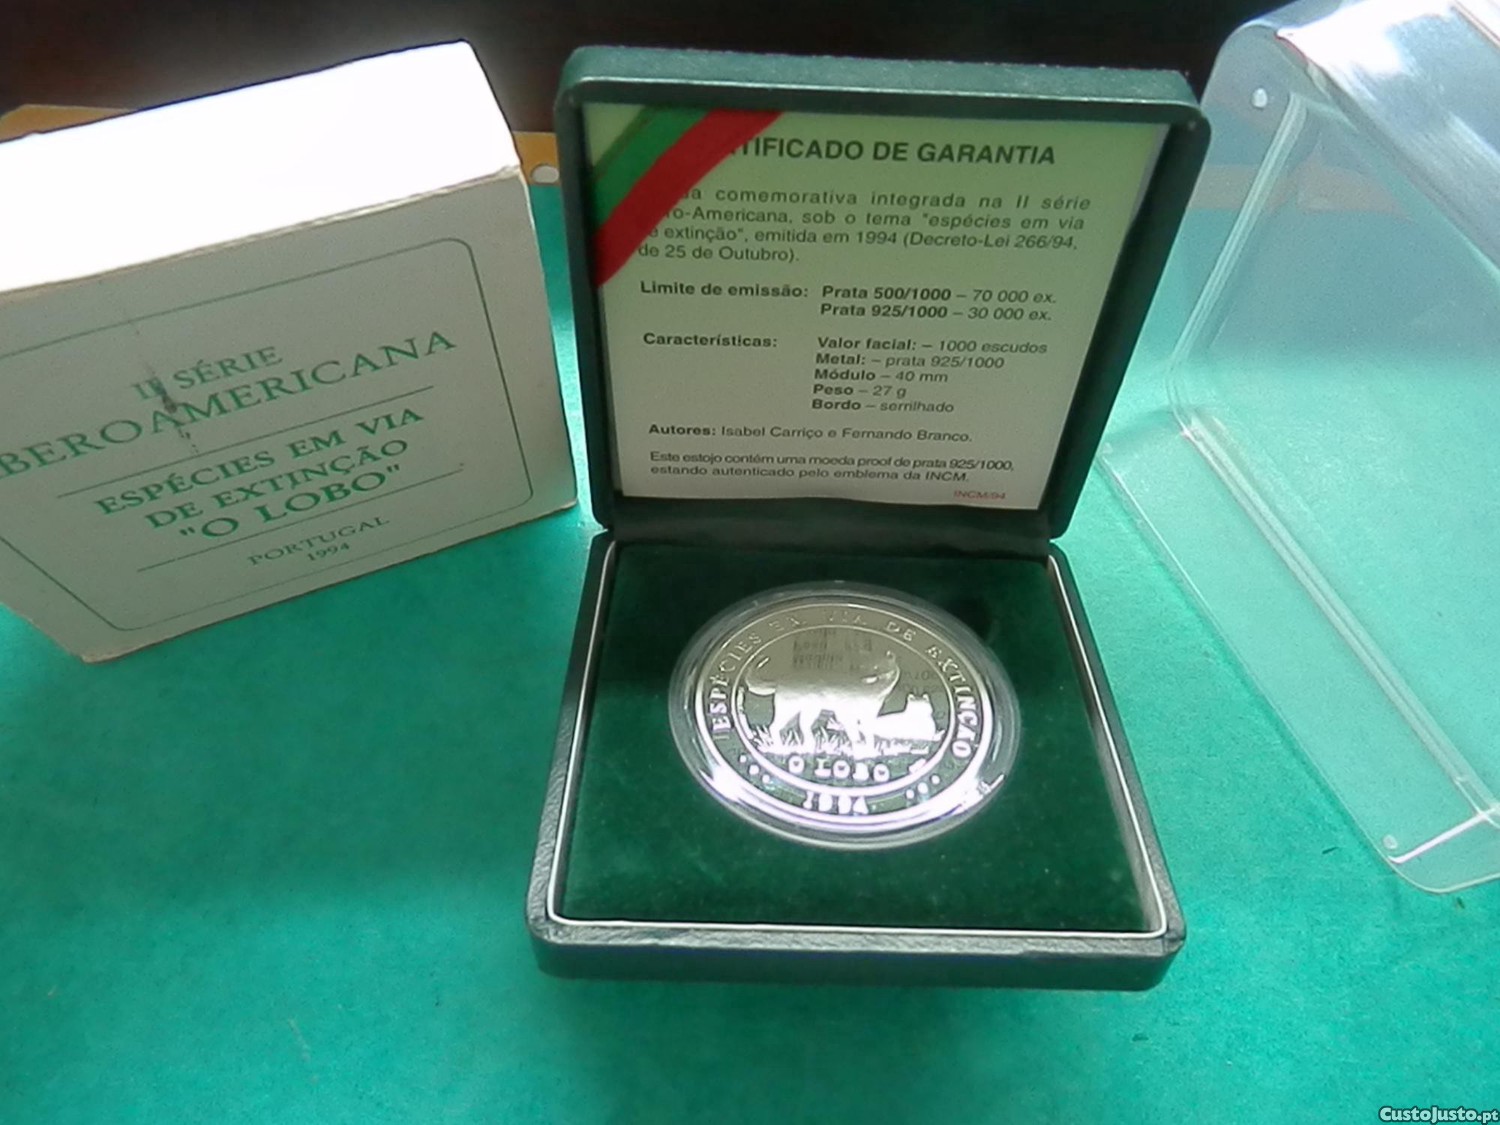 II SÉRIE
BEROAMERICANA
ESPÉCIES EM VIA
DE EXTINÇÃO
"O LOBO"
PORTUGAL
1994
TIFICADO DE GARANTIA
comemorativa integrada na II série
ro-Americana, sob o tema "espécies em via
extinção", emitida em 1994 (Decreto-Lei 266/94,
de 25 de Outubro).
Limite de emissão: Prata 500/1000 – 70 000 ex.
Prata 925/1000 – 30 000 ex.
Características: Valor facial: – 1000 escudos
Metal: – prata 925/1000
Módulo – 40 mm
Peso – 27 g
Bordo – serrilhado
Autores: Isabel Carriço e Fernando Branco.
Este estojo contém uma moeda proof de prata 925/1000,
estando autenticado pelo emblema da INCM.
INCM/94
ESPÉCIES EM VIA DE EXTINÇÃO
O LOBO
1994
CustoJusto.pt